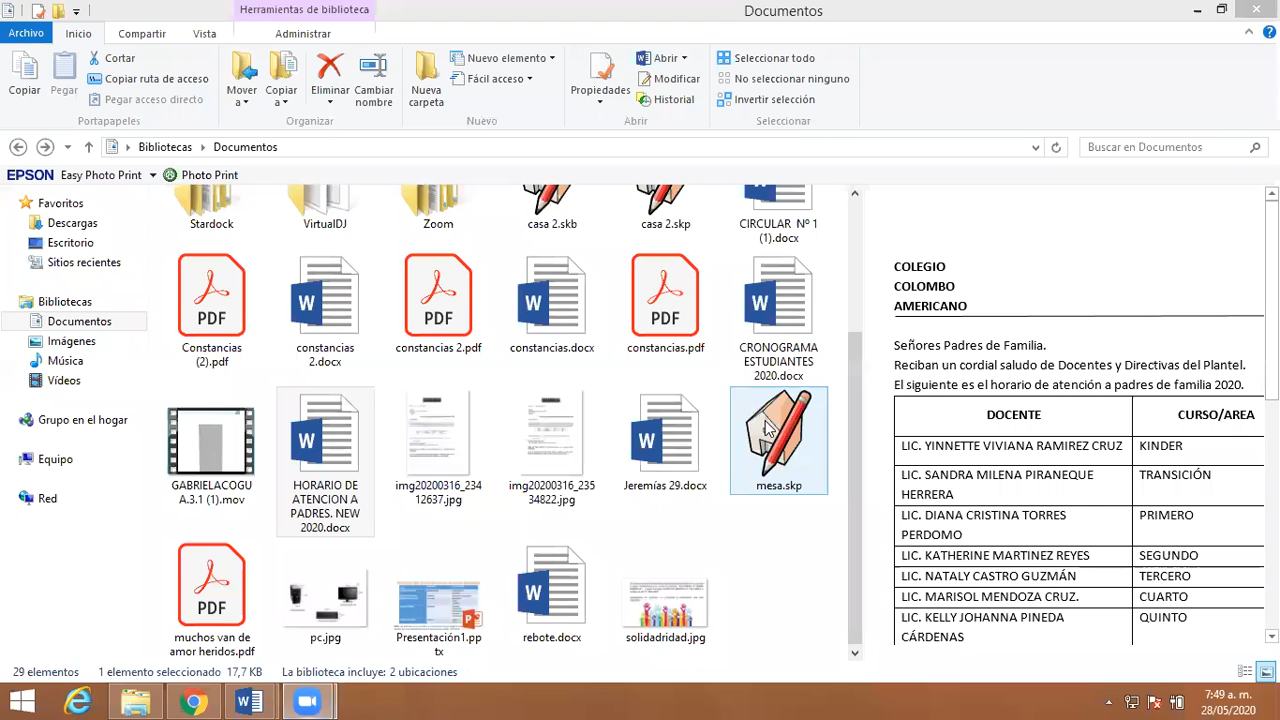 Herramientas de biblioteca
Documentos
Archivo Inicio Compartir Vista Administrar
Copiar
Pegar
Cortar
Copiar ruta de acceso
Pegar acceso directo
Portapapeles
Mover a
Copiar a
Eliminar
Cambiar nombre
Organizar
Nueva carpeta
Nuevo elemento
Fácil acceso
Nuevo
Propiedades
Abrir
Modificar
Historial
Abrir
Seleccionar todo
No seleccionar ninguno
Invertir selección
Seleccionar
Bibliotecas Documentos
Buscar en Documentos
EPSON Easy Photo Print Photo Print
Favoritos
Descargas
Escritorio
Sitios recientes
Bibliotecas
Documentos
Imágenes
Música
Vídeos
Grupo en el hogar
Equipo
Red
Stardock
VirtualDJ
Zoom
casa 2.skb
casa 2.skp
CIRCULAR Nº 1
(1).docx
PDF
Constancias
(2).pdf
W
constancias
2.docx
PDF
constancias 2.pdf
W
constancias.docx
PDF
constancias.pdf
W
CRONOGRAMA
ESTUDIANTES
2020.docx
GABRIELACOGU
A.3.1 (1).mov
W
HORARIO DE
ATENCION A
PADRES. NEW
2020.docx
img20200316_234
12637.jpg
img20200316_235
34822.jpg
W
Jeremías 29.docx
mesa.skp
PDF
muchos van de
amor heridos.pdf
pc.jpg
P
Presentación1.pp
tx
W
rebote.docx
solidadridad.jpg
COLEGIO
COLOMBO
AMERICANO
Señores Padres de Familia.
Reciban un cordial saludo de Docentes y Directivas del Plantel.
El siguiente es el horario de atención a padres de familia 2020.
DOCENTE CURSO/AREA
LIC. YINNETTE VIVIANA RAMIREZ CRUZ KINDER
LIC. SANDRA MILENA PIRANEQUE TRANSICIÓN
HERRERA
LIC. DIANA CRISTINA TORRES PRIMERO
PERDOMO
LIC. KATHERINE MARTINEZ REYES SEGUNDO
LIC. NATALY CASTRO GUZMÁN TERCERO
LIC. MARISOL MENDOZA CRUZ. CUARTO
LIC. KELLY JOHANNA PINEDA QUINTO
CÁRDENAS
29 elementos 1 elemento seleccionado 17,7 KB La biblioteca incluye: 2 ubicaciones
7:49 a. m.
28/05/2020